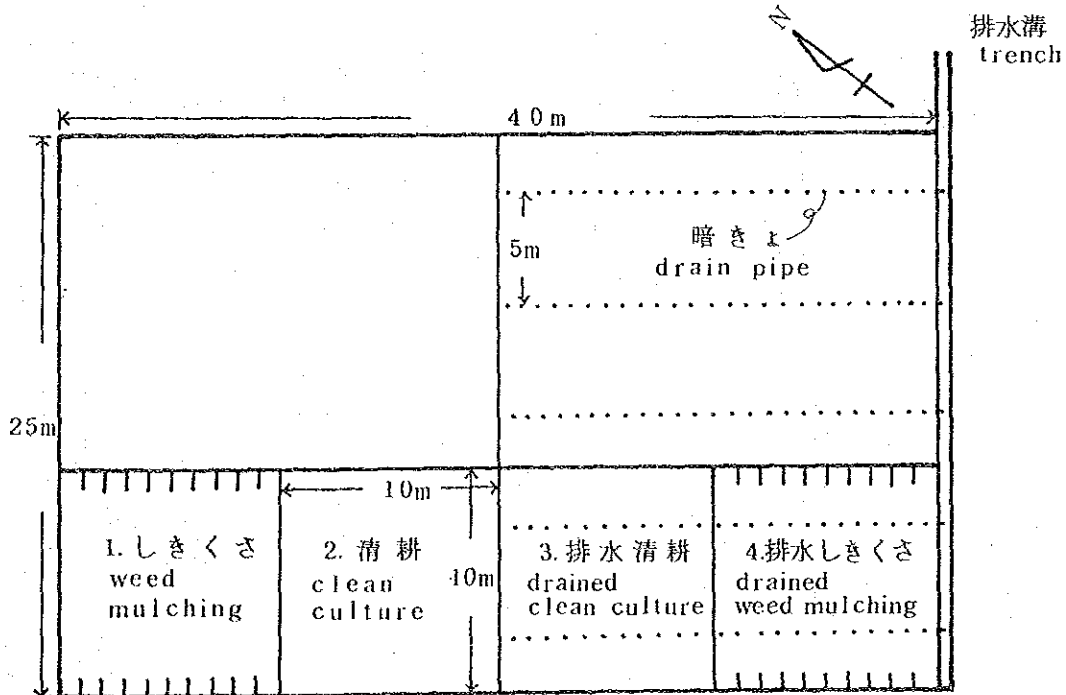 N
排水溝
trench
40m
暗きょ
drain pipe
5m
25m
10m
10m
1.しきくさ
weed
mulching
2.清耕
clean
culture
3.排水清耕
drained
clean culture
4.排水しきくさ
drained
weed mulching